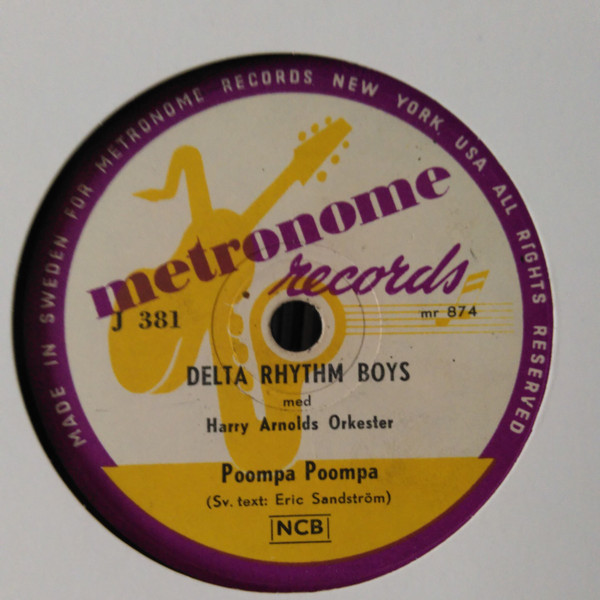 MADE IN SWEDEN FOR METRONOME RECORDS NEW YORK, USA ALL RIGHTS RESERVED
metronome
records
J 381
mr 874
DELTA RHYTHM BOYS
med
Harry Arnolds Orkester
Poompa Poompa
(Sv. text: Eric Sandström)
NCB